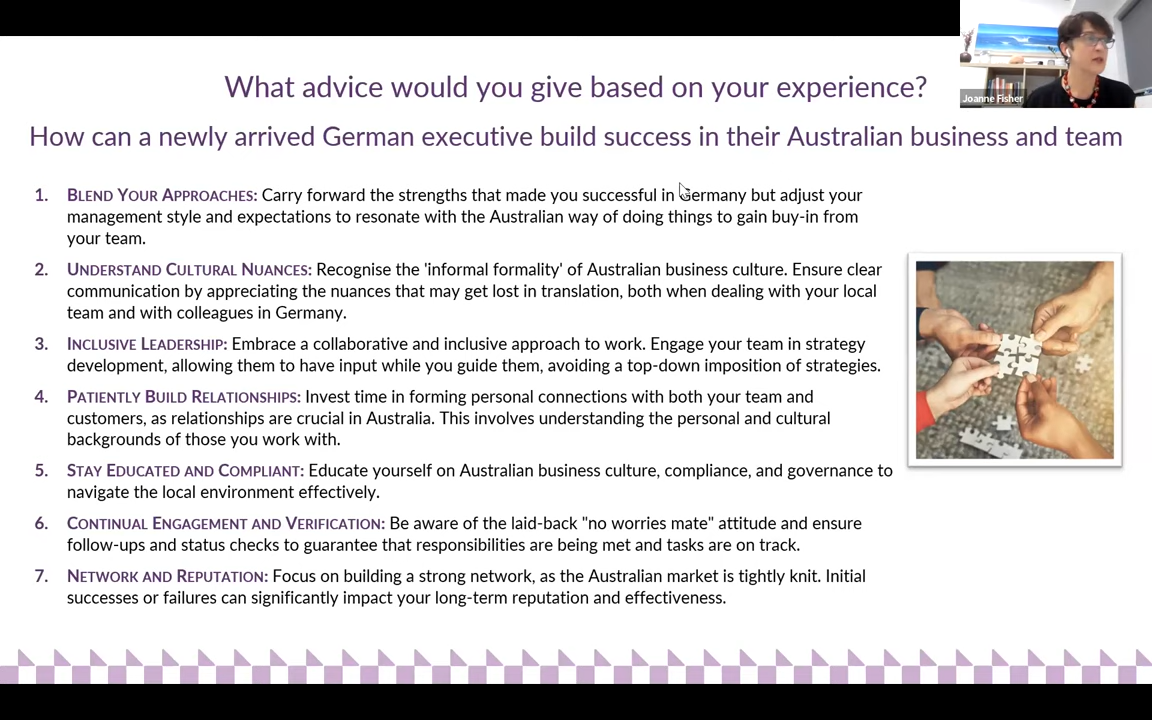 Joanne Fisher
What advice would you give based on your experience?
How can a newly arrived German executive build success in their Australian business and team
1. BLEND YOUR APPROACHES: Carry forward the strengths that made you successful in Germany but adjust your
management style and expectations to resonate with the Australian way of doing things to gain buy-in from
your team.
2. UNDERSTAND CULTURAL NUANCES: Recognise the 'informal formality' of Australian business culture. Ensure clear
communication by appreciating the nuances that may get lost in translation, both when dealing with your local
team and with colleagues in Germany.
3. INCLUSIVE LEADERSHIP: Embrace a collaborative and inclusive approach to work. Engage your team in strategy
development, allowing them to have input while you guide them, avoiding a top-down imposition of strategies.
4. PATIENTLY BUILD RELATIONSHIPS: Invest time in forming personal connections with both your team and
customers, as relationships are crucial in Australia. This involves understanding the personal and cultural
backgrounds of those you work with.
5. STAY EDUCATED AND COMPLIANT: Educate yourself on Australian business culture, compliance, and governance to
navigate the local environment effectively.
6. CONTINUAL ENGAGEMENT AND VERIFICATION: Be aware of the laid-back "no worries mate" attitude and ensure
follow-ups and status checks to guarantee that responsibilities are being met and tasks are on track.
7. NETWORK AND REPUTATION: Focus on building a strong network, as the Australian market is tightly knit. Initial
successes or failures can significantly impact your long-term reputation and effectiveness.